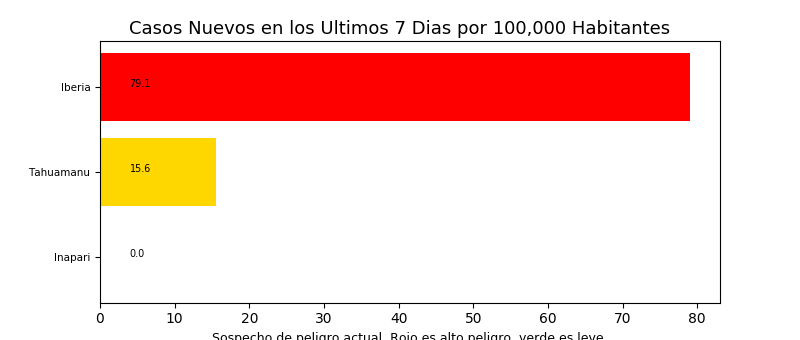 Casos Nuevos en los Ultimos 7 Dias por 100,000 Habitantes
Iberia 79.1
Tahuamanu 15.6
Inapari 0.0
0 10 20 30 40 50 60 70 80
Sospecho de peligro actual. Rojo es alto peligro, verde es leve